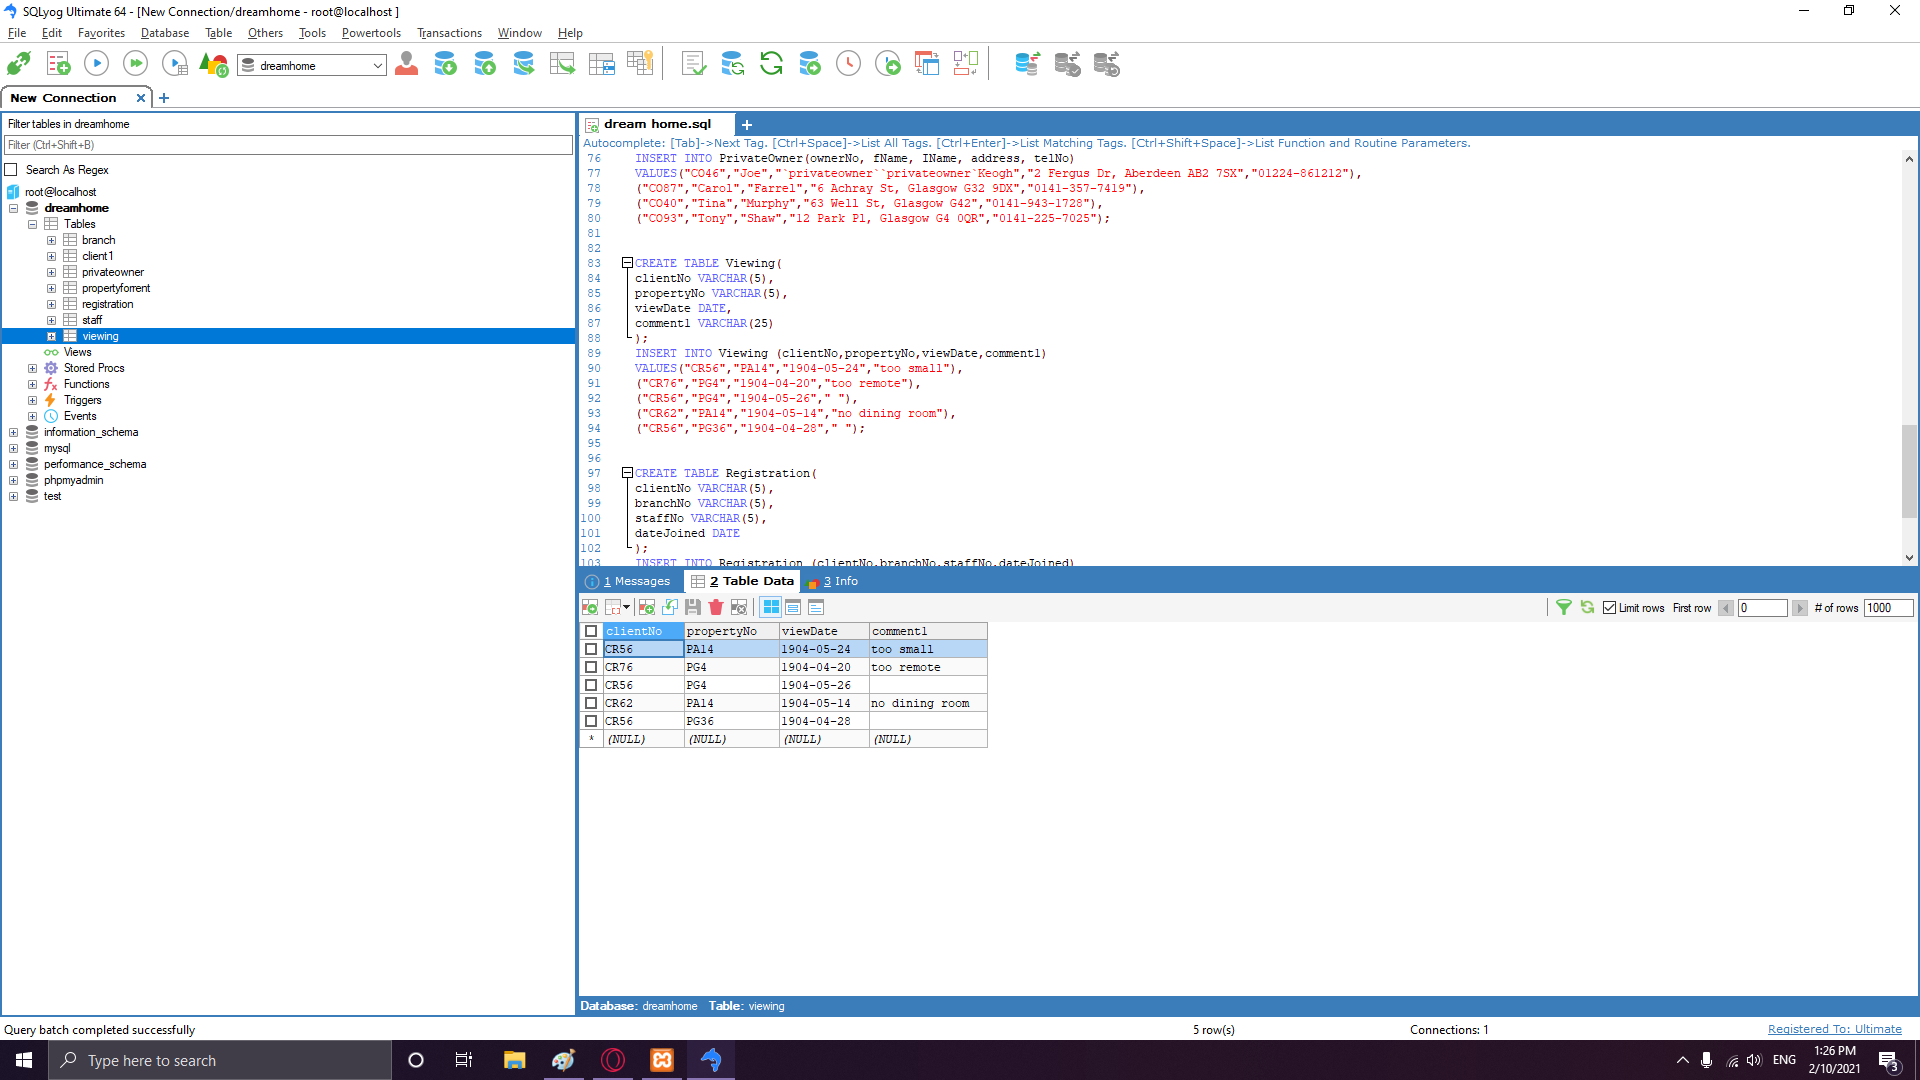 SQLyog Ultimate 64 - [New Connection/dreamhome - root@localhost ]
File Edit Favorites Database Table Others Tools Powertools Transactions Window Help
dreamhome
New Connection
Filter tables in dreamhome
Filter (Ctrl+Shift+B)
Search As Regex
root@localhost
dreamhome
Tables
branch
client1
privateowner
propertyforrent
registration
staff
viewing
Views
Stored Procs
Functions
Triggers
Events
information_schema
mysql
performance_schema
phpmyadmin
test
dream home.sql
Autocomplete: [Tab]->Next Tag. [Ctrl+Space]->List All Tags. [Ctrl+Enter]->List Matching Tags. [Ctrl+Shift+Space]->List Function and Routine Parameters.
76 INSERT INTO PrivateOwner(ownerNo, fName, IName, address, telNo)
77 VALUES("CO46","Joe","`privateowner``privateowner`Keogh","2 Fergus Dr, Aberdeen AB2 7SX","01224-861212"),
78 ("CO87","Carol","Farrel","6 Achray St, Glasgow G32 9DX","0141-357-7419"),
79 ("CO40","Tina","Murphy","63 Well St, Glasgow G42","0141-943-1728"),
80 ("CO93","Tony","Shaw","12 Park Pl, Glasgow G4 0QR","0141-225-7025");
81
82
83 CREATE TABLE Viewing(
84 clientNo VARCHAR(5),
85 propertyNo VARCHAR(5),
86 viewDate DATE,
87 comment1 VARCHAR(25)
88 );
89 INSERT INTO Viewing (clientNo,propertyNo,viewDate,comment1)
90 VALUES("CR56","PA14","1904-05-24","too small"),
91 ("CR76","PG4","1904-04-20","too remote"),
92 ("CR56","PG4","1904-05-26"," "),
93 ("CR62","PA14","1904-05-14","no dining room"),
94 ("CR56","PG36","1904-04-28"," ");
95
96
97 CREATE TABLE Registration(
98 clientNo VARCHAR(5),
99 branchNo VARCHAR(5),
100 staffNo VARCHAR(5),
101 dateJoined DATE
102 );
103 INSERT INTO Registration (clientNo,branchNo,staffNo,dateJoined)
1 Messages 2 Table Data 3 Info
Limit rows First row 0 # of rows 1000
clientNo propertyNo viewDate comment1
CR56 PA14 1904-05-24 too small
CR76 PG4 1904-04-20 too remote
CR56 PG4 1904-05-26
CR62 PA14 1904-05-14 no dining room
CR56 PG36 1904-04-28
* (NULL) (NULL) (NULL) (NULL)
Database: dreamhome Table: viewing
Query batch completed successfully 5 row(s) Connections: 1 Registered To: Ultimate
Type here to search
ENG
1:26 PM
2/10/2021
3